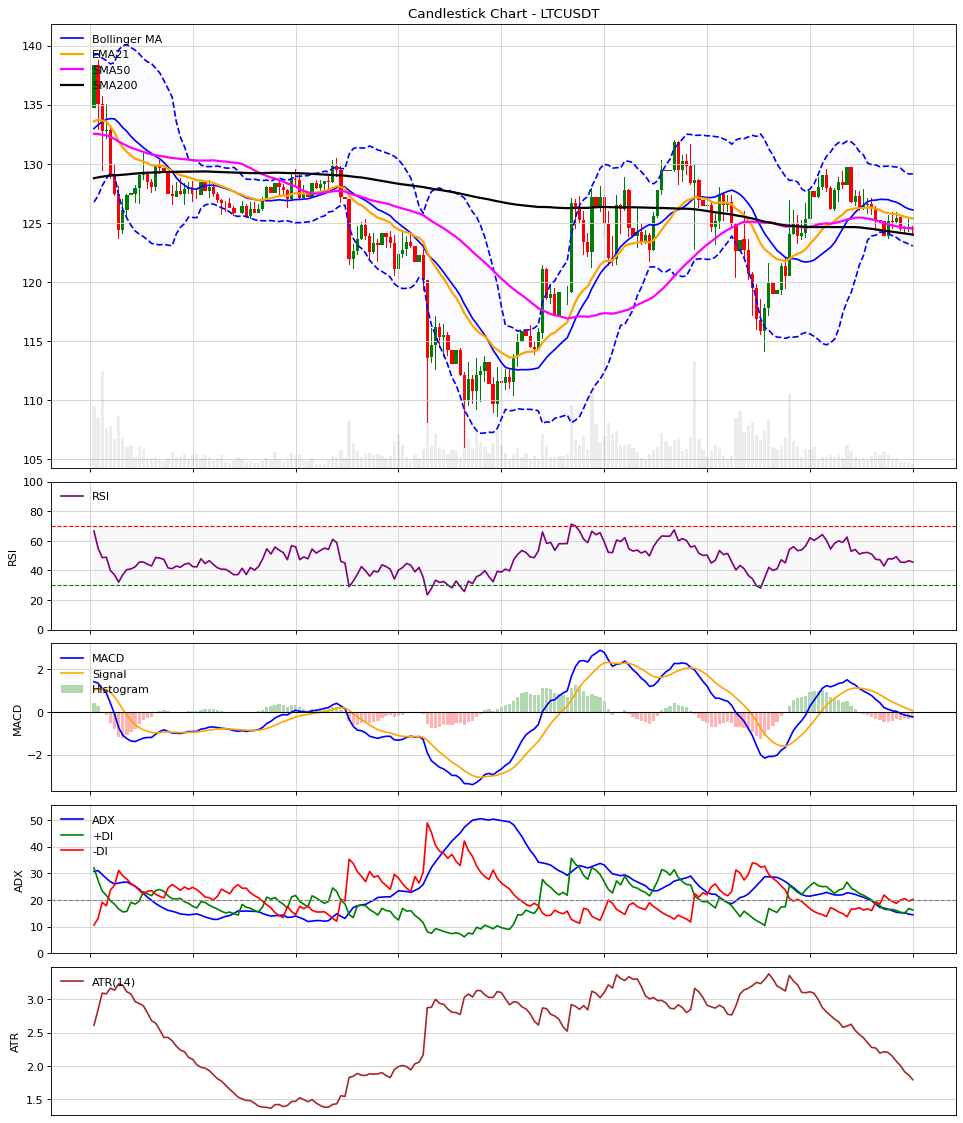 Candlestick Chart - LTCUSDT
Bollinger MA
EMA21
SMA50
SMA200
140
135
130
125
120
115
110
105
RSI
100
80
60
40
20
0
RSI
MACD
Signal
Histogram
2
0
−2
MACD
ADX
+DI
-DI
50
40
30
20
10
0
ADX
ATR(14)
3.0
2.5
2.0
1.5
ATR